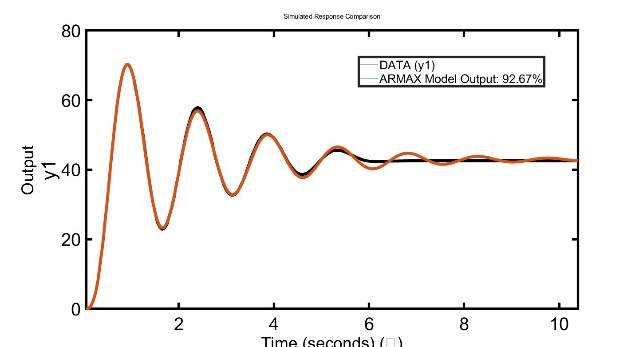 Simulated Response Comparison
80
60
40
20
0
Output
y1
DATA (y1)
ARMAX Model Output: 92.67%
2 4 6 8 10
Time (seconds) (□)